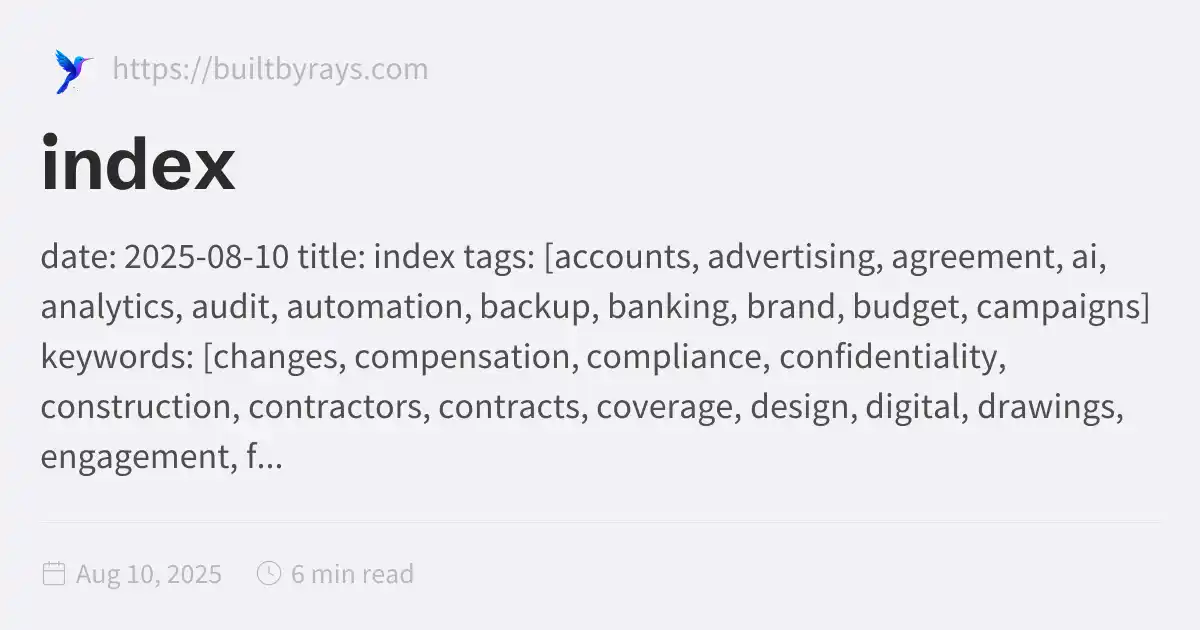 https://builtbyrays.com
index
date: 2025-08-10 title: index tags: [accounts, advertising, agreement, ai,
analytics, audit, automation, backup, banking, brand, budget, campaigns]
keywords: [changes, compensation, compliance, confidentiality,
construction, contractors, contracts, coverage, design, digital, drawings,
engagement, f...
Aug 10, 2025 6 min read